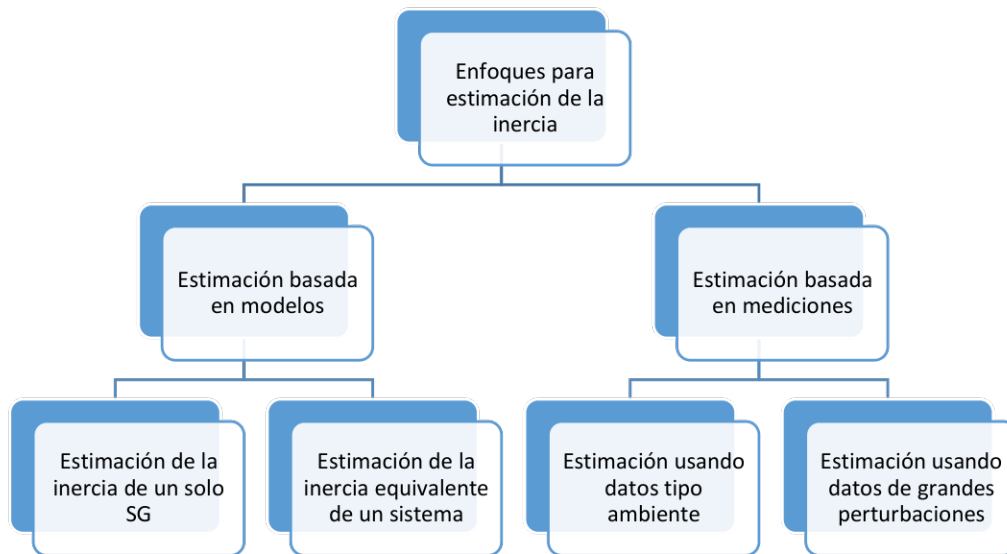 Enfoques para
estimación de la
inercia
Estimación basada
en modelos
Estimación basada
en mediciones
Estimación de la
inercia de un solo
SG
Estimación de la
inercia equivalente
de un sistema
Estimación usando
datos tipo
ambiente
Estimación usando
datos de grandes
perturbaciones